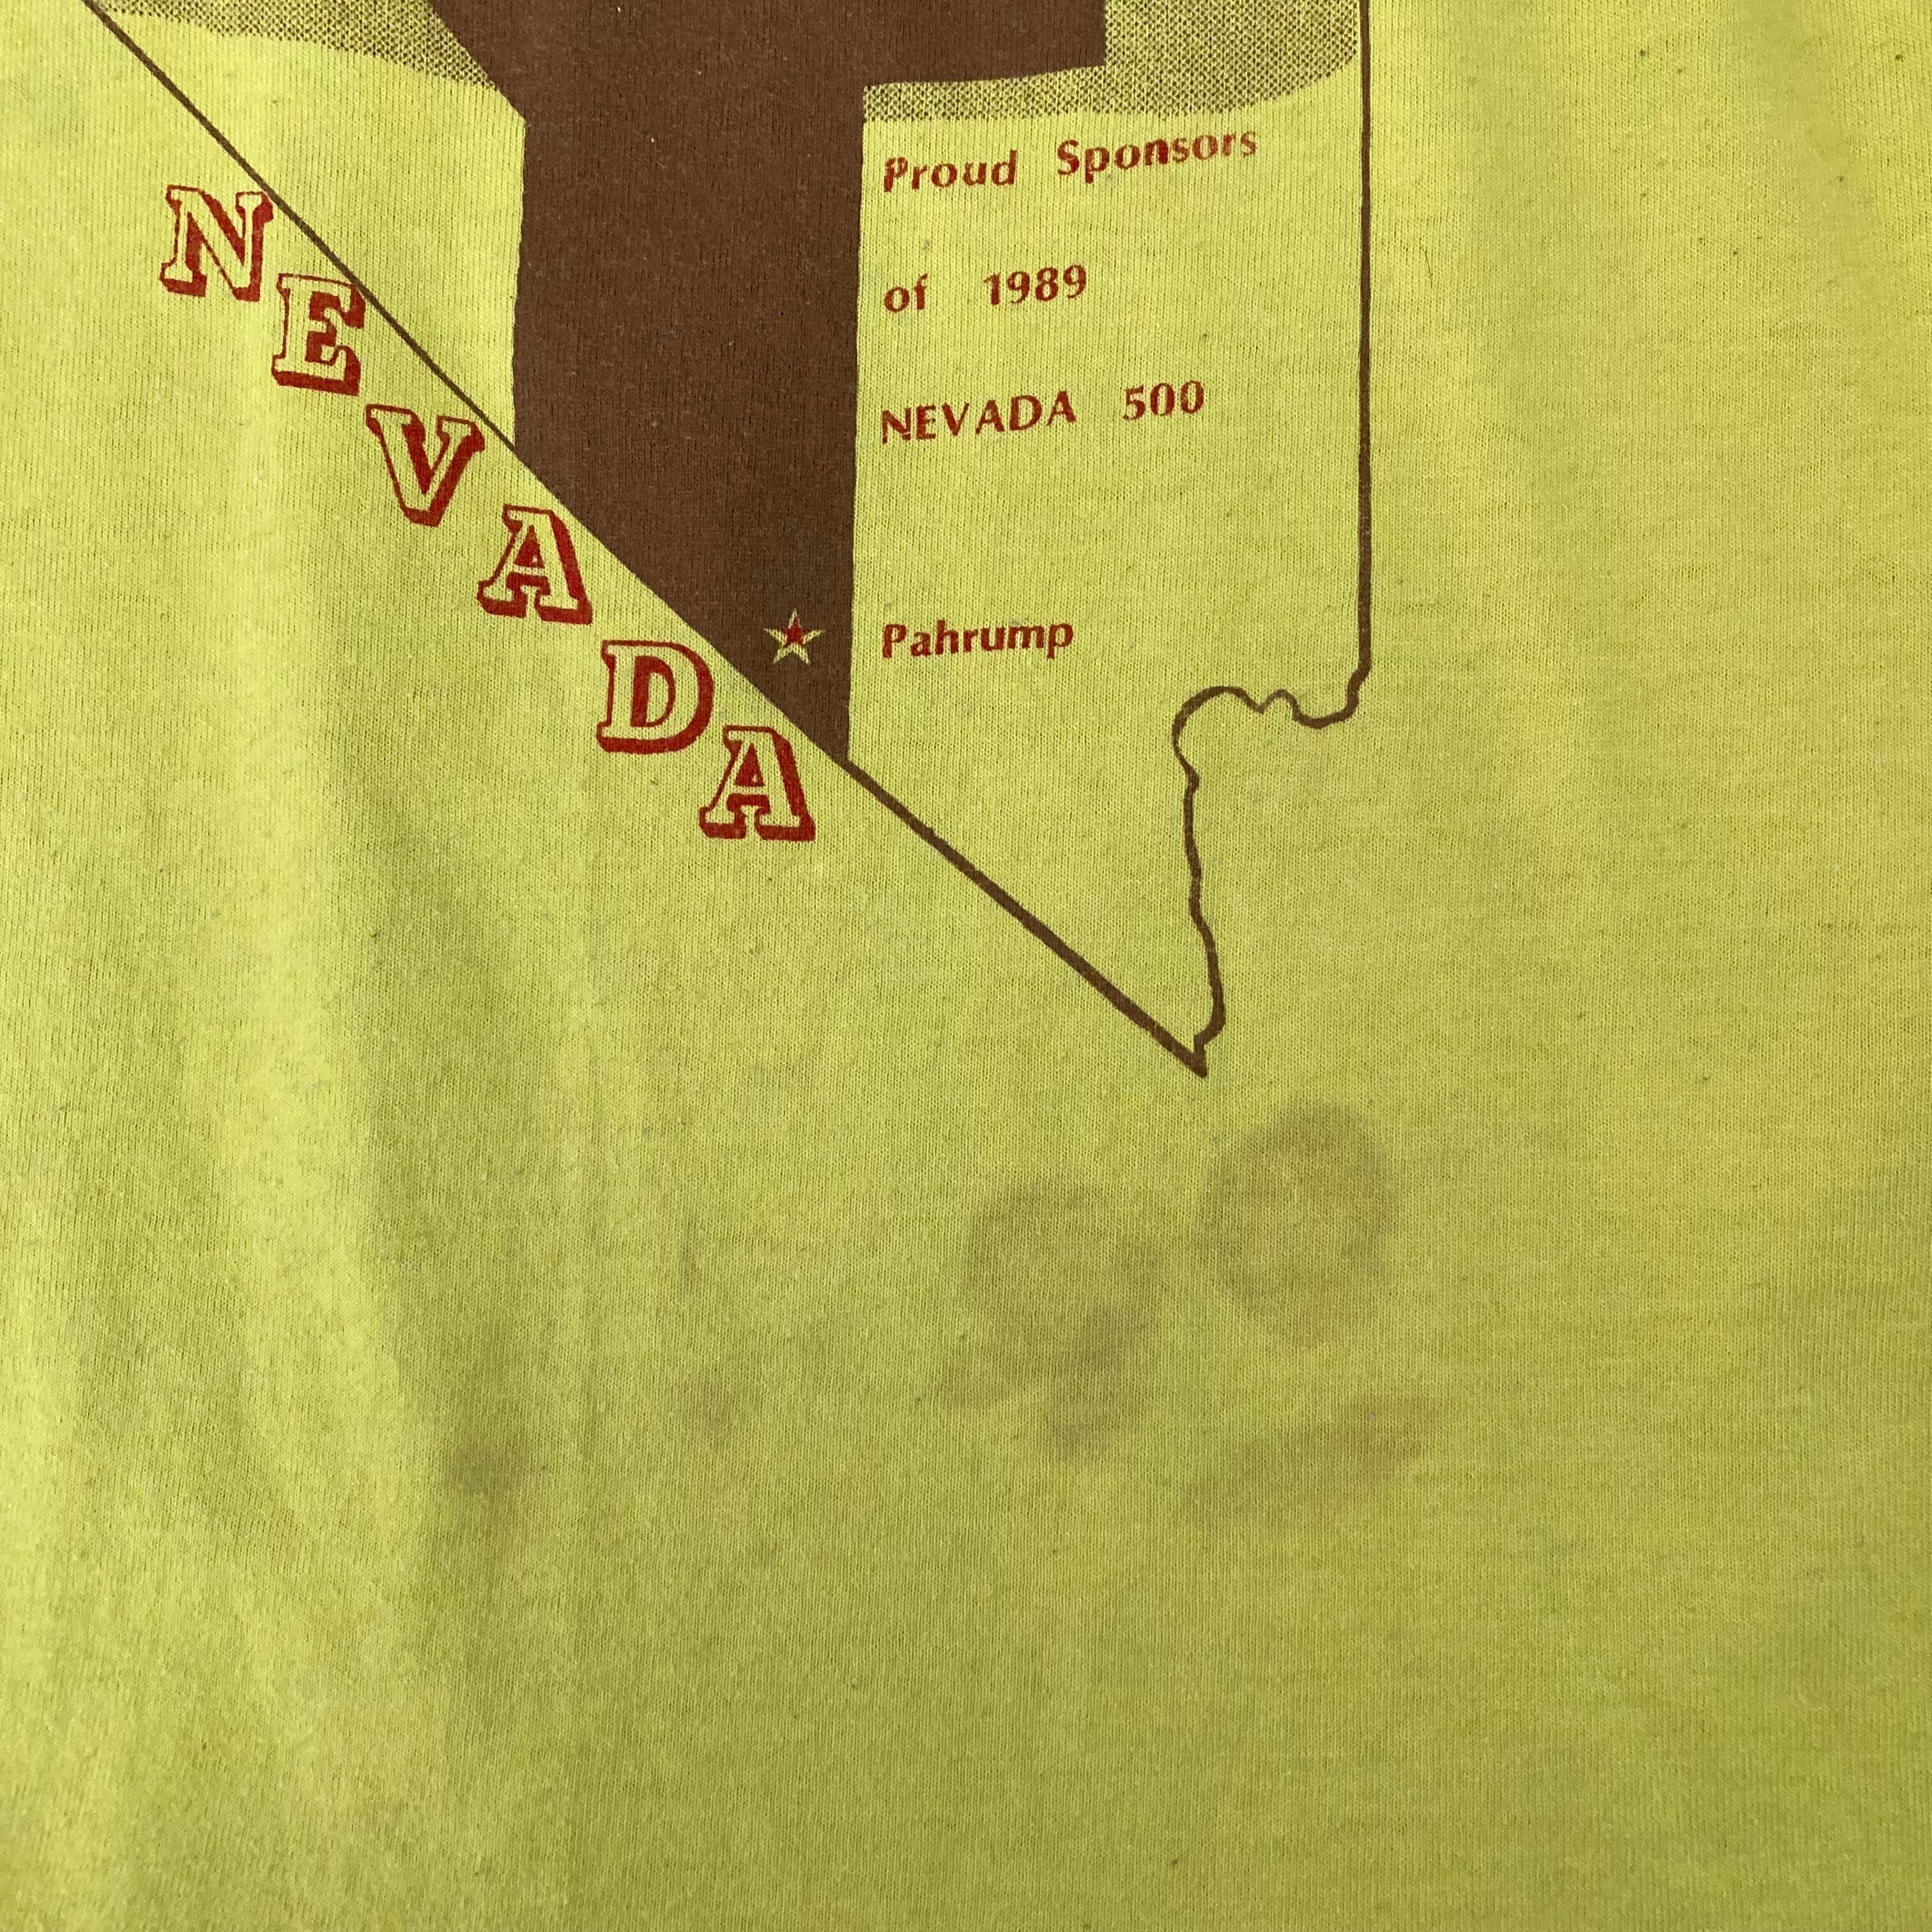 Proud Sponsors
of 1989
NEVADA 500
Pahrump
NEVADA